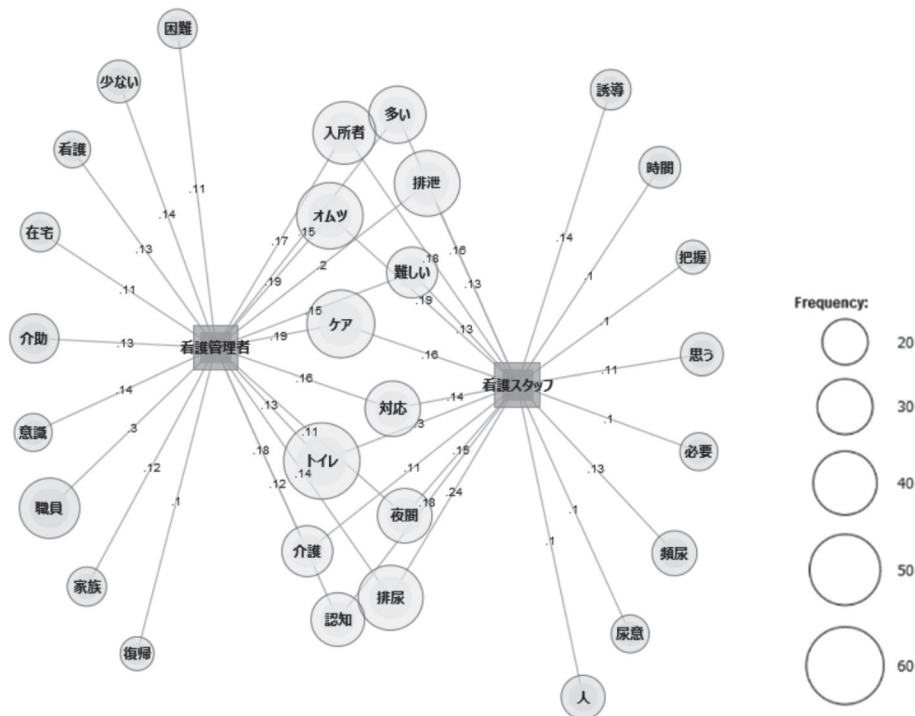 困難
少ない
看護
在宅
介助
意識
職員
家族
復帰
看護管理者
入所者
多い
排泄
オムツ
難しい
ケア
対応
トイレ
夜間
介護
認知
排尿
看護スタッフ
誘導
時間
把握
思う
必要
頻尿
尿意
人
.11
.14
.13
.11
.13
.14
.3
.12
.1
.17
.15
.19
.2
.15
.19
.16
.13
.11
.14
.18
.12
.16
.13
.18
.19
.13
.16
.14
.3
.11
.15
.18
.24
.14
.1
.1
.11
.1
.13
.1
.1
Frequency:
20
30
40
50
60